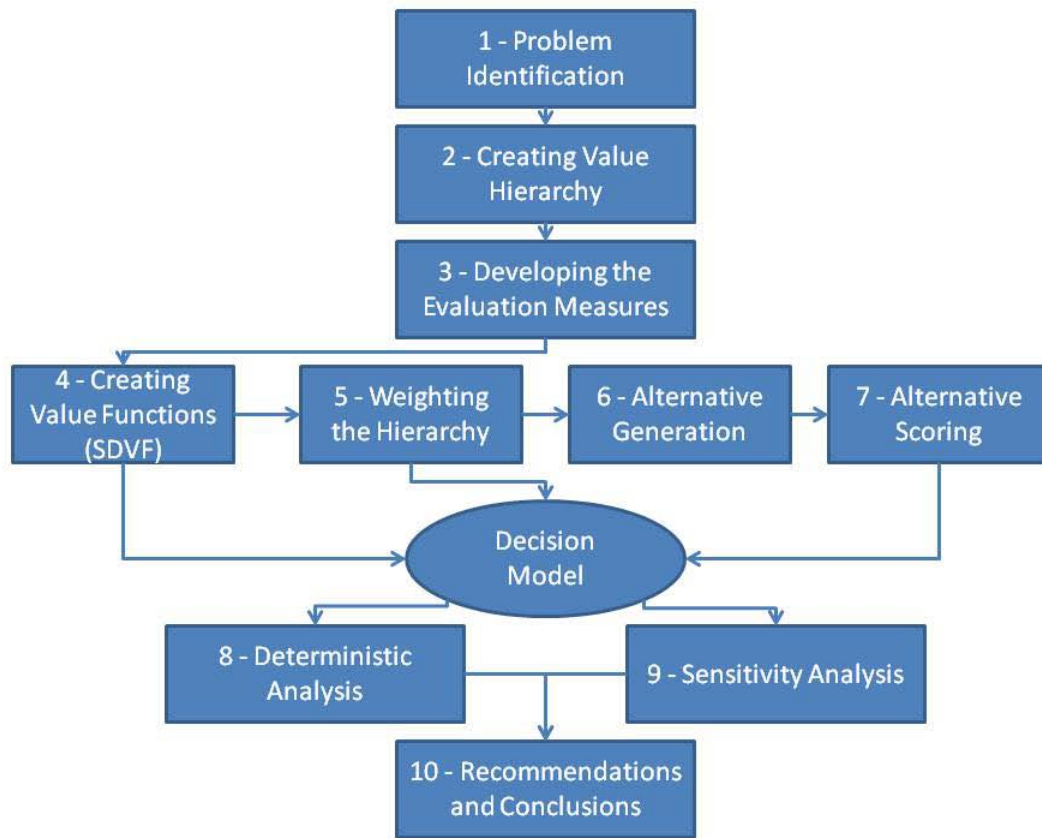 1 - Problem
Identification
2 - Creating Value
Hierarchy
3 - Developing the
Evaluation Measures
4 - Creating
Value Functions
(SDVF)
5 - Weighting
the Hierarchy
6 - Alternative
Generation
7 - Alternative
Scoring
Decision
Model
8 - Deterministic
Analysis
9 - Sensitivity Analysis
10 - Recommendations
and Conclusions